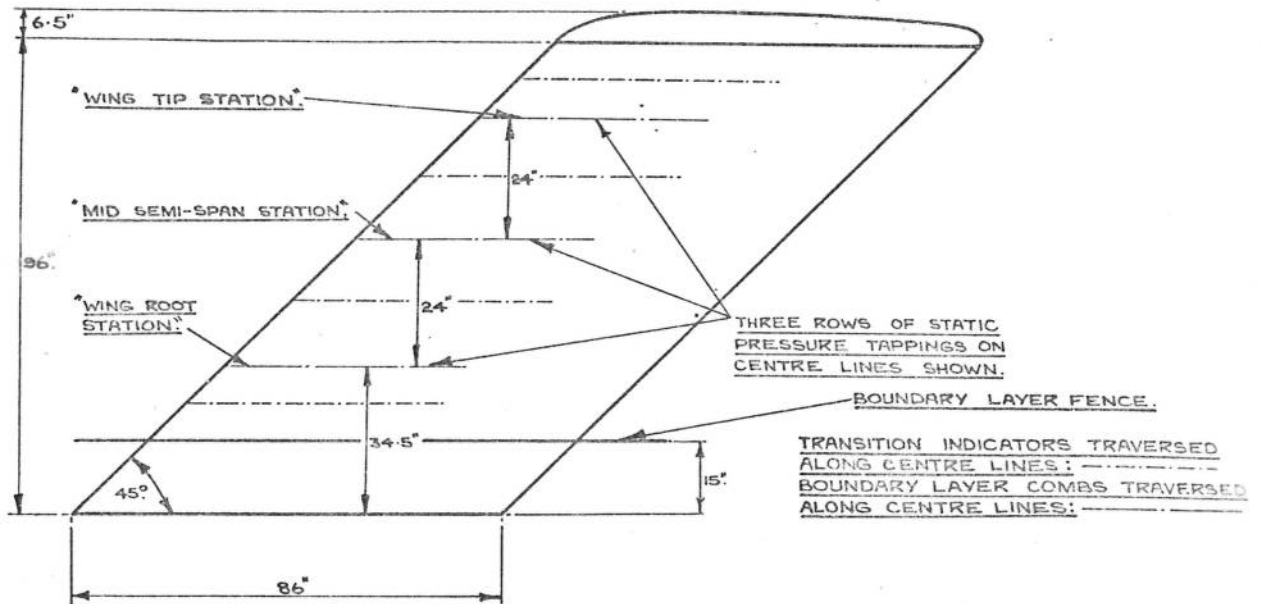 6.5"
"WING TIP STATION".
24"
"MID SEMI-SPAN STATION".
96"
24"
"WING ROOT
STATION".
THREE ROWS OF STATIC
PRESSURE TAPPINGS ON
CENTRE LINES SHOWN.
BOUNDARY LAYER FENCE.
34.5"
TRANSITION INDICATORS TRAVERSED
ALONG CENTRE LINES:
BOUNDARY LAYER COMBS TRAVERSED
ALONG CENTRE LINES:
15"
45°
86"